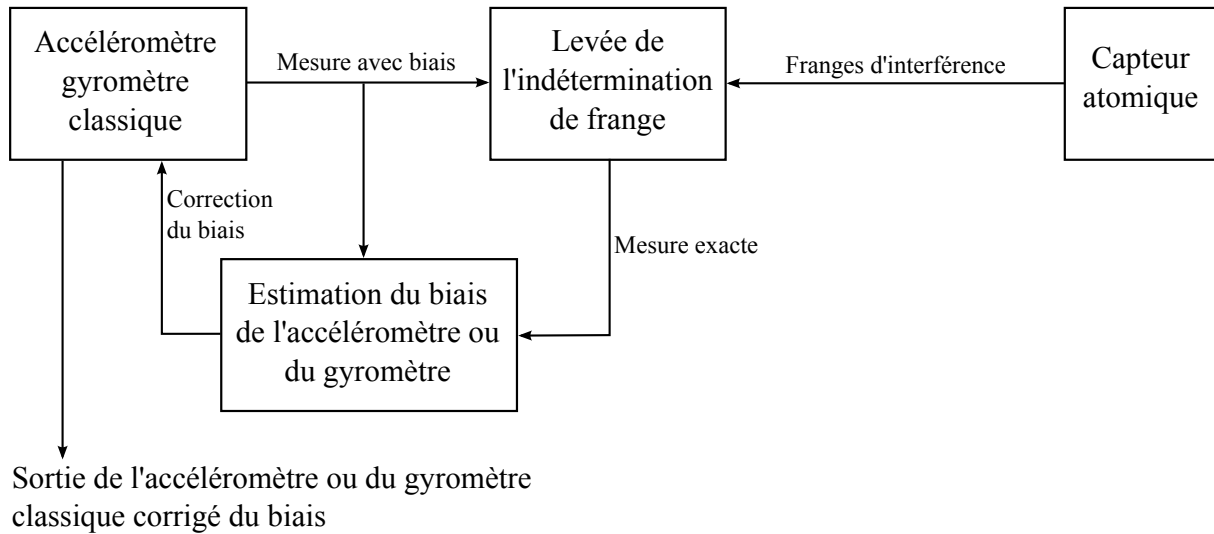 Accéléromètre
gyromètre
classique
Mesure avec biais
Levée de
l'indétermination
de frange
Franges d'interférence
Capteur
atomique
Correction
du biais
Mesure exacte
Estimation du biais
de l'accéléromètre ou
du gyromètre
Sortie de l'accéléromètre ou du gyromètre
classique corrigé du biais